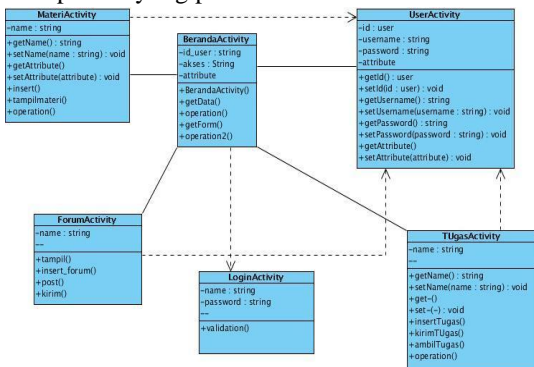 MateriActivity
-name : string
+getName() : string
+setName(name : string) : void
+getAttribute()
+setAttribute(attribute) : void
+insert()
+tampilmateri()
+operation()
BerandaActivity
-id_user : string
-akses : String
-attribute
+BerandaActivity()
+getData()
+operation()
+getForm()
+operation2()
UserActivity
-id : user
-username : string
-password : string
-attribute
+getId() : user
+setId(id : user) : void
+getUsername() : string
+setUsername(username : string) : void
+getPassword() : string
+setPassword(password : string) : void
+getAttribute()
+setAttribute(attribute) : void
ForumActivity
-name : string
--
+tampil()
+insert_forum()
+post()
+kirim()
LoginActivity
-name : string
-password : string
--
+validation()
TUgasActivity
-name : string
--
+getName() : string
+setName(name : string) : void
+get-()
+set-(-) : void
+insertTugas()
+kirimTUgas()
+ambilTugas()
+operation()